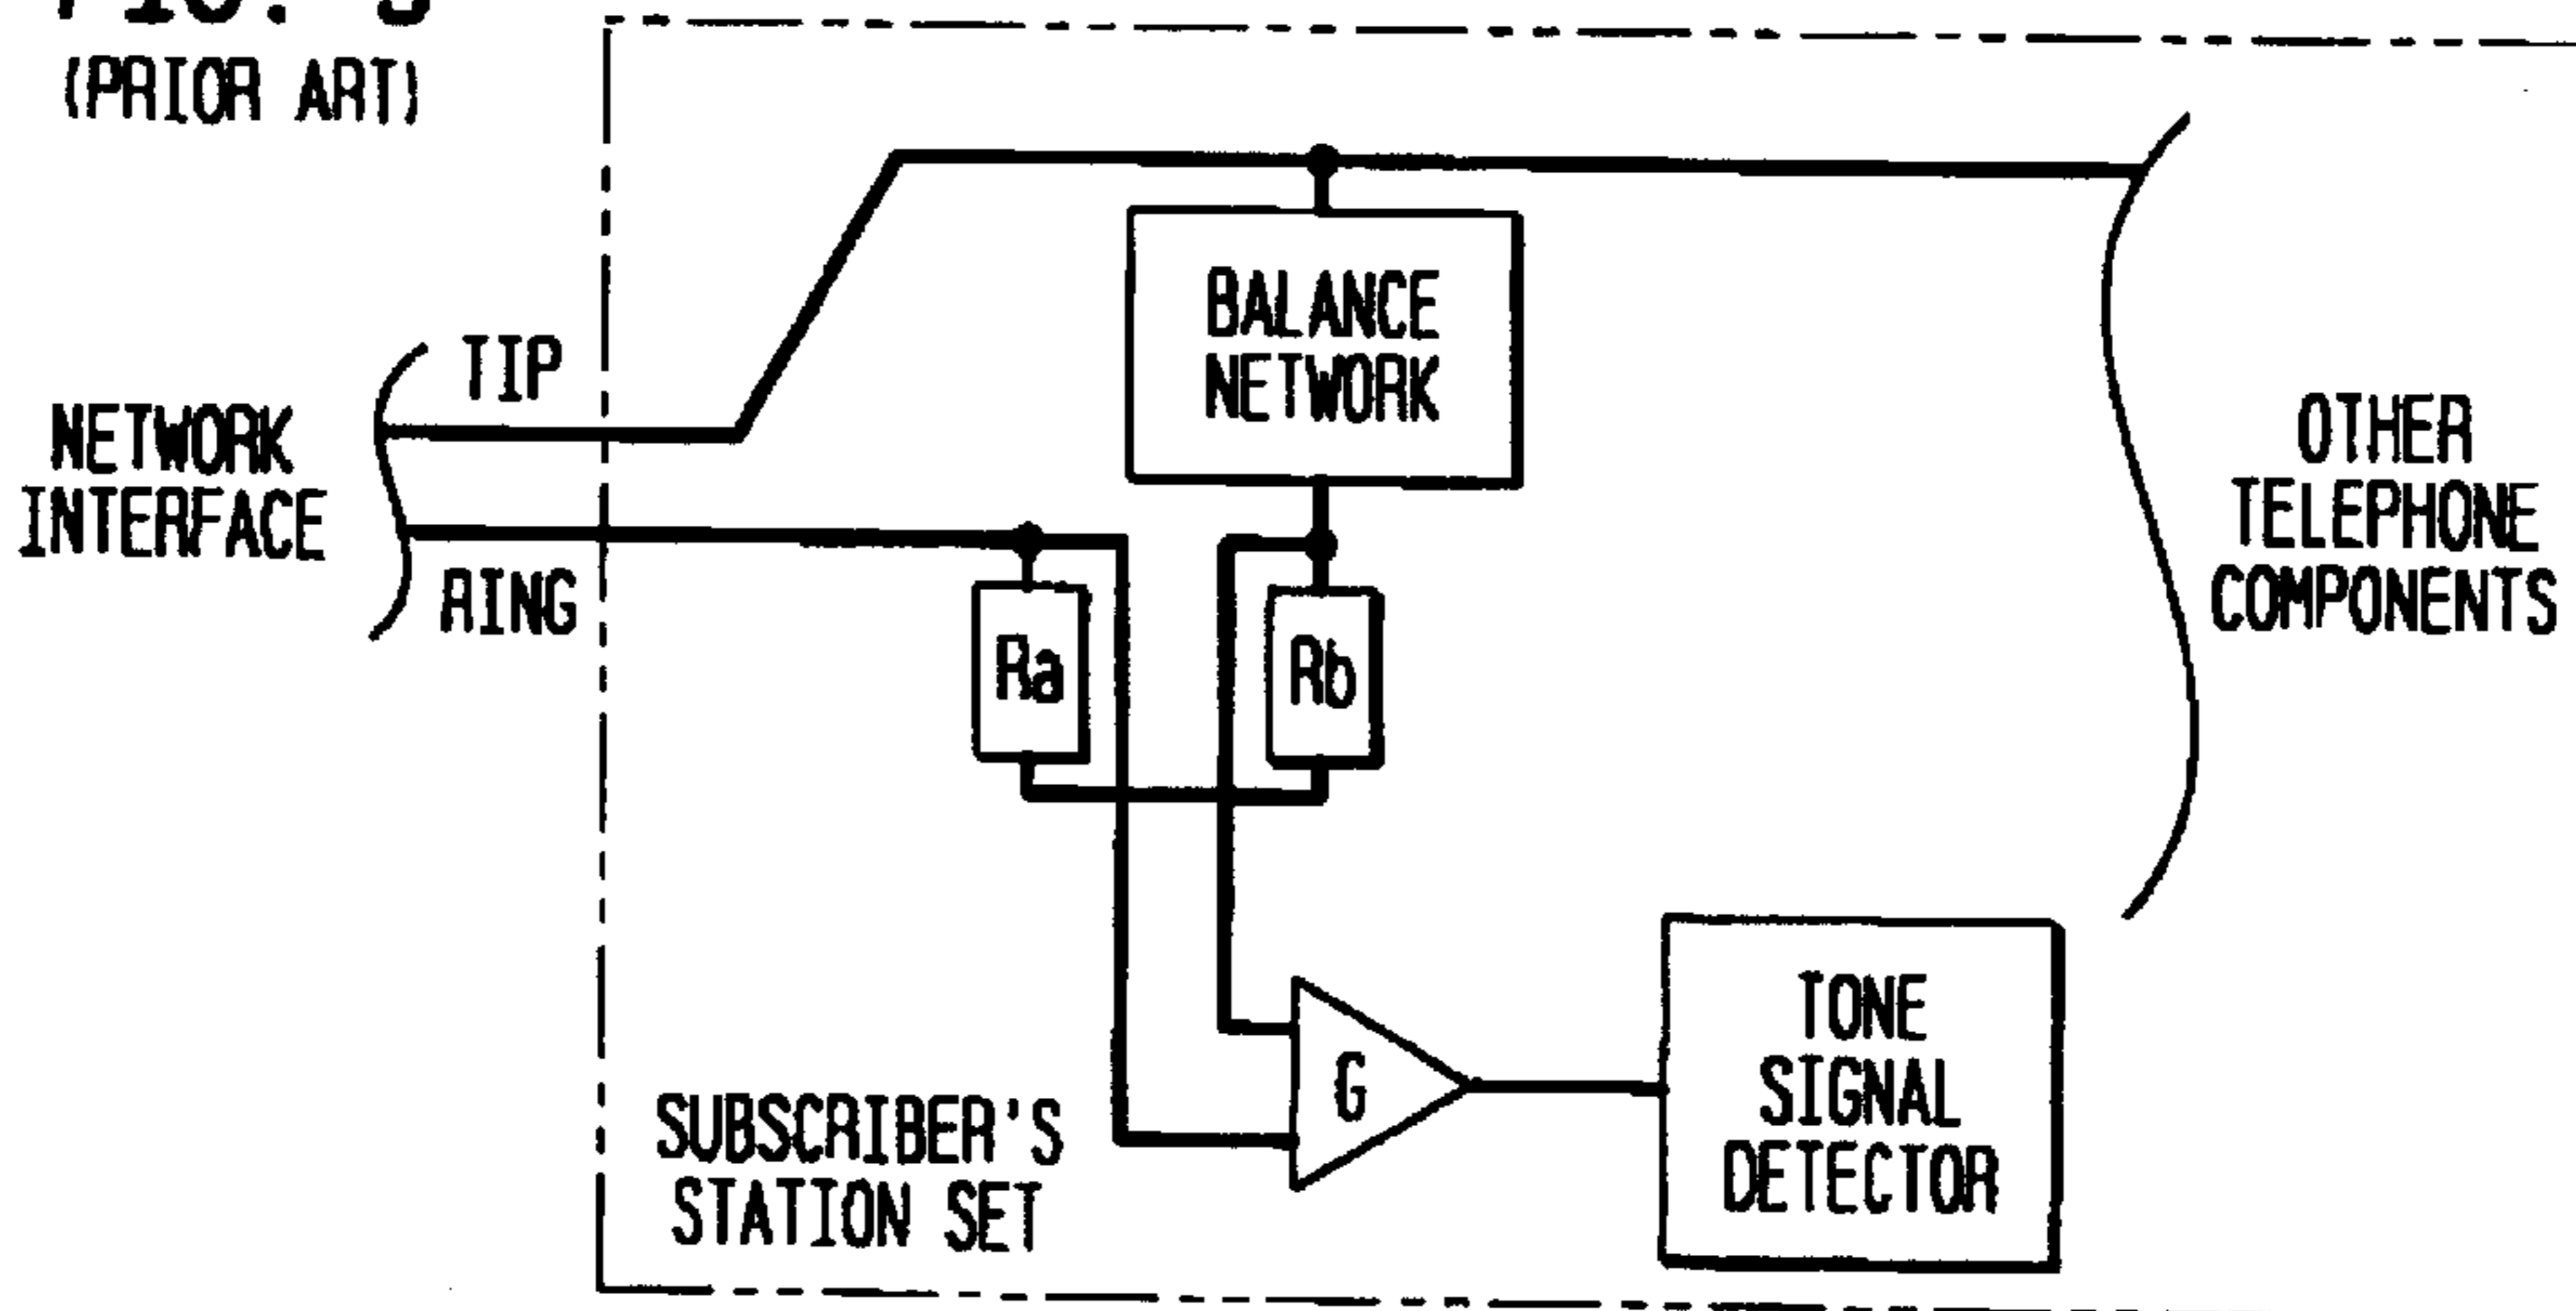 (PRIOR ART)
TIP
NETWORK
INTERFACE
RING
BALANCE
NETWORK
Ra
Rb
OTHER
TELEPHONE
COMPONENTS
G
TONE
SIGNAL
DETECTOR
SUBSCRIBER'S
STATION SET